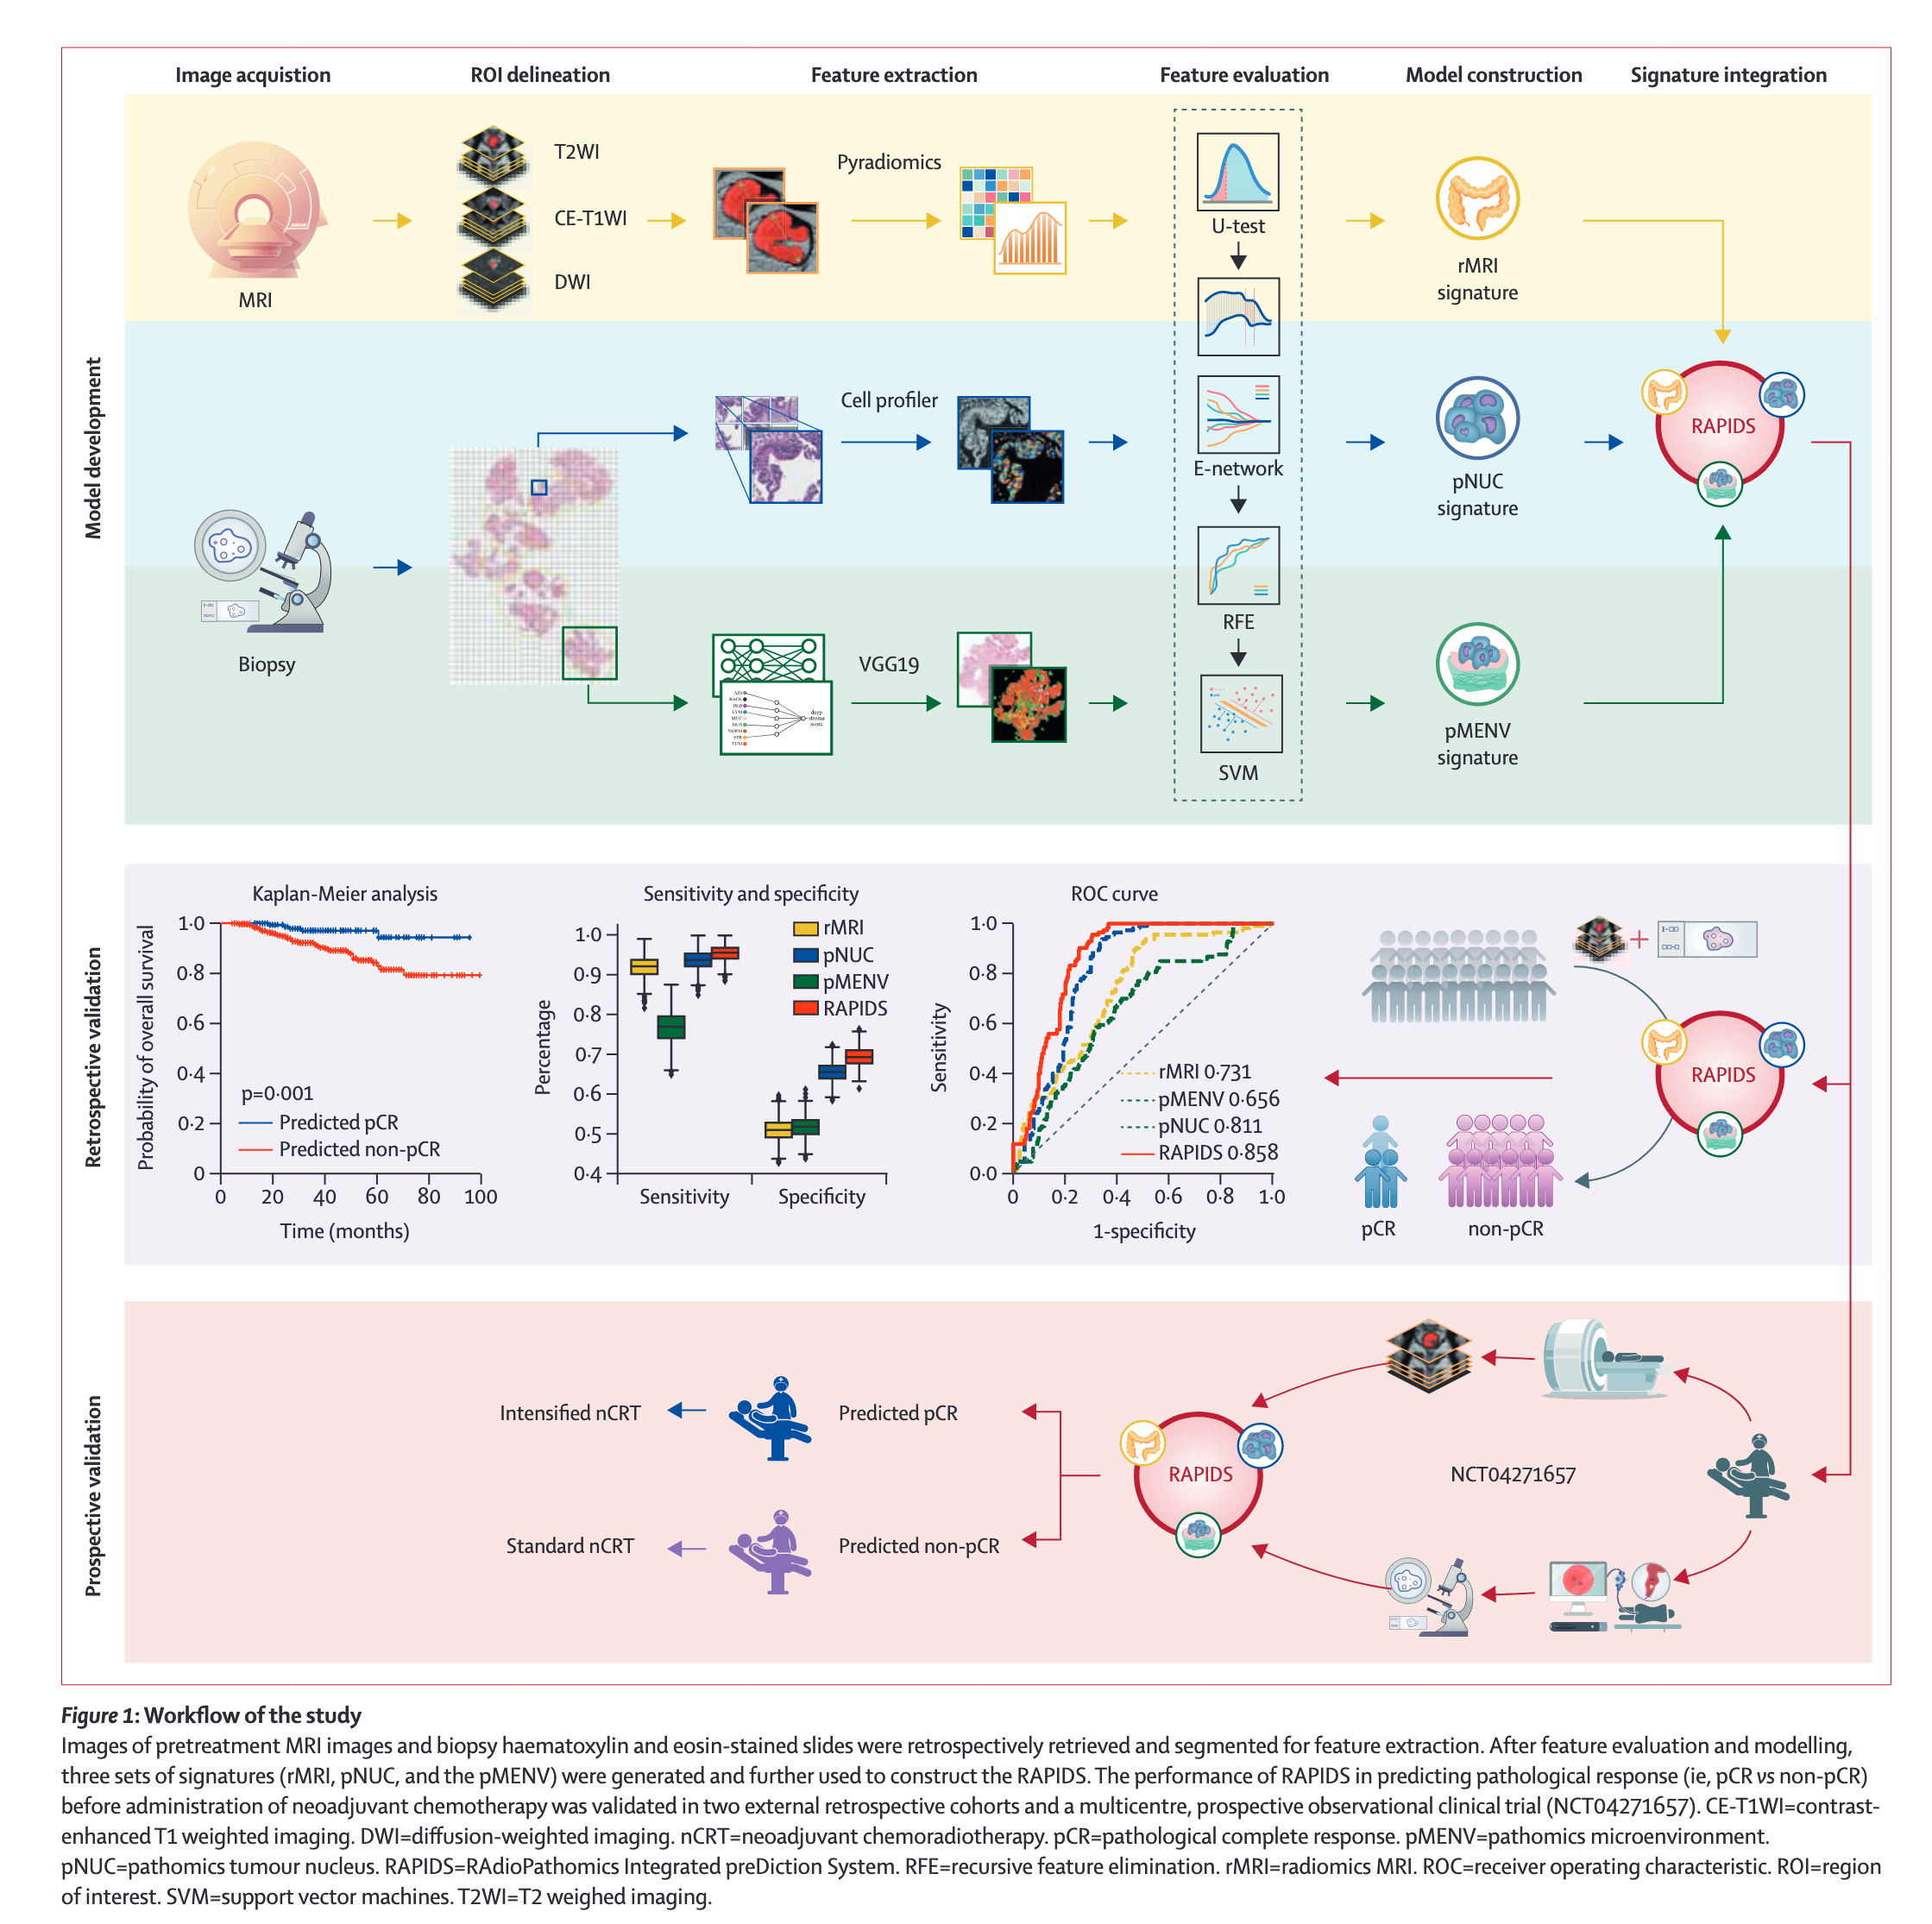 Image acquistion
ROI delineation
Feature extraction
Feature evaluation
Model construction
Signature integration
Model development
MRI
T2WI
CE-T1WI
DWI
Pyradiomics
U-test
rMRI
signature
Biopsy
Cell profiler
E-network
pNUC
signature
RAPIDS
VGG19
RFE
SVM
pMENV
signature
deep
stroma
score
Retrospective validation
Kaplan-Meier analysis
Probability of overall survival
1·0
0·8
0·6
0·4
0·2
0
p=0·001
Predicted pCR
Predicted non-pCR
0
20
40
60
80
100
Time (months)
Sensitivity and specificity
Percentage
1·0
0·9
0·8
0·7
0·6
0·5
0·4
rMRI
pNUC
pMENV
RAPIDS
Sensitivity
Specificity
ROC curve
Sensitivity
1·0
0·8
0·6
0·4
0·2
0·0
rMRI 0·731
pMENV 0·656
pNUC 0·811
RAPIDS 0·858
0
0·2
0·4
0·6
0·8
1·0
1-specificity
RAPIDS
pCR
non-pCR
Prospective validation
Intensified nCRT
Predicted pCR
Standard nCRT
Predicted non-pCR
RAPIDS
NCT04271657
Figure 1: Workflow of the study
Images of pretreatment MRI images and biopsy haematoxylin and eosin-stained slides were retrospectively retrieved and segmented for feature extraction. After feature evaluation and modelling,
three sets of signatures (rMRI, pNUC, and the pMENV) were generated and further used to construct the RAPIDS. The performance of RAPIDS in predicting pathological response (ie, pCR vs non-pCR)
before administration of neoadjuvant chemotherapy was validated in two external retrospective cohorts and a multicentre, prospective observational clinical trial (NCT04271657). CE-T1WI=contrast-
enhanced T1 weighted imaging. DWI=diffusion-weighted imaging. nCRT=neoadjuvant chemoradiotherapy. pCR=pathological complete response. pMENV=pathomics microenvironment.
pNUC=pathomics tumour nucleus. RAPIDS=RAdioPathomics Integrated preDiction System. RFE=recursive feature elimination. rMRI=radiomics MRI. ROC=receiver operating characteristic. ROI=region
of interest. SVM=support vector machines. T2WI=T2 weighed imaging.